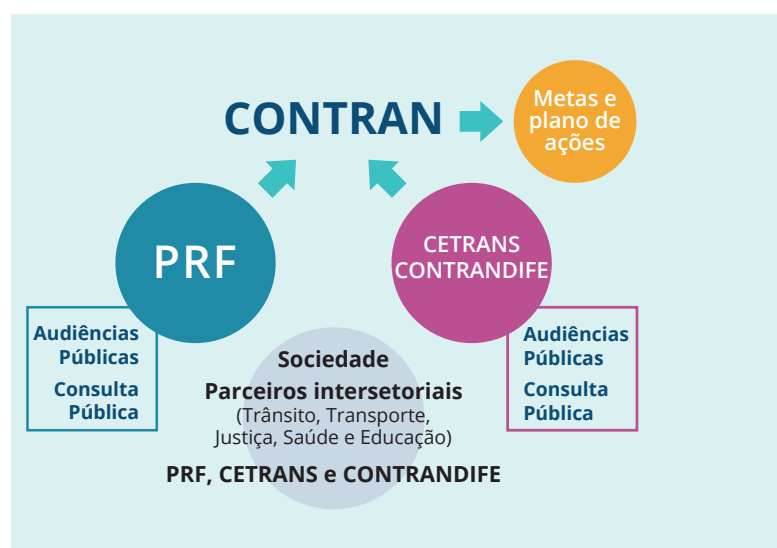 CONTRAN
Metas e
plano de
ações
PRF
CETRANS
CONTRANDIFE
Audiências
Públicas
Consulta
Pública
Sociedade
Parceiros intersetoriais
(Trânsito, Transporte,
Justiça, Saúde e Educação)
PRF, CETRANS e CONTRANDIFE
Audiências
Públicas
Consulta
Pública